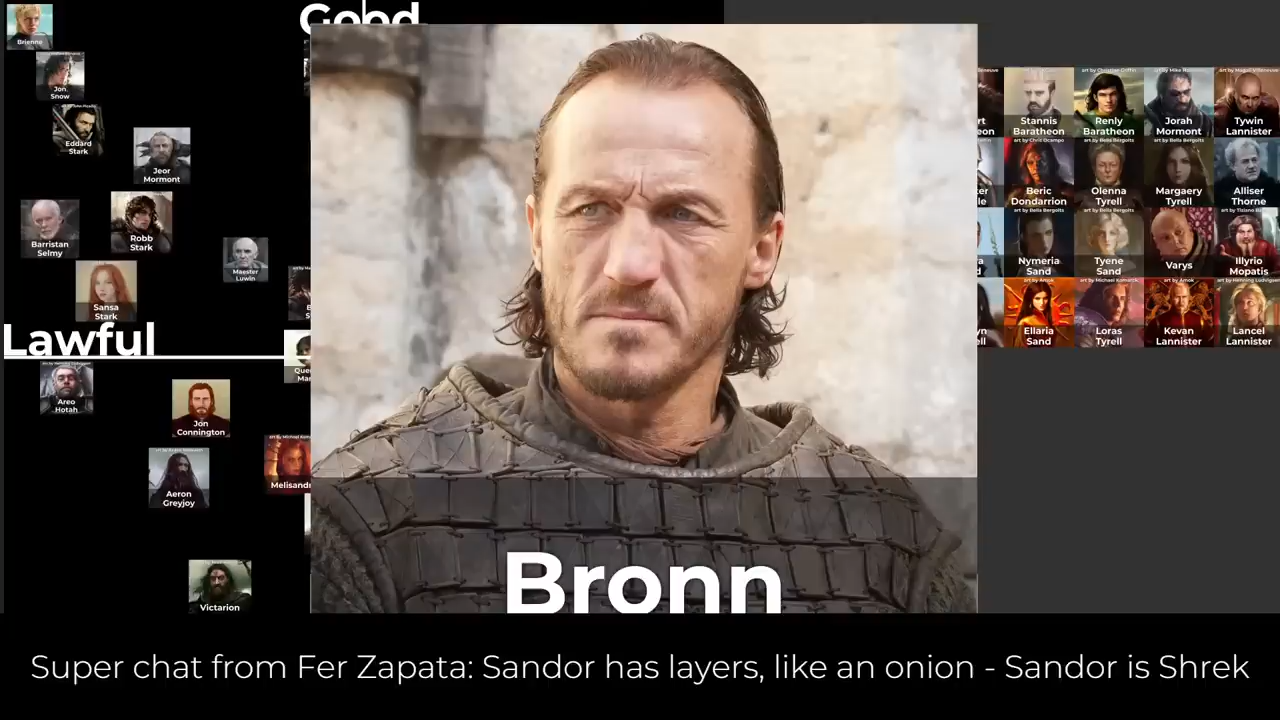 Good
Brienne
Jon
Snow
Eddard
Stark
Jeor
Mormont
Barristan
Selmy
Robb
Stark
Maester
Luwin
Sansa
Stark
Lawful
Areo
Hotah
Jon
Connington
Aeron
Greyjoy
Melisand
Victarion
Bronn
Stannis
Baratheon
Renly
Baratheon
Jorah
Mormont
Tywin
Lannister
Beric
Dondarrion
Olenna
Tyrell
Margaery
Tyrell
Alliser
Thorne
Nymeria
Sand
Tyene
Sand
Varys
Illyrio
Mopatis
Ellaria
Sand
Loras
Tyrell
Kevan
Lannister
Lancel
Lannister
Super chat from Fer Zapata: Sandor has layers, like an onion - Sandor is Shrek